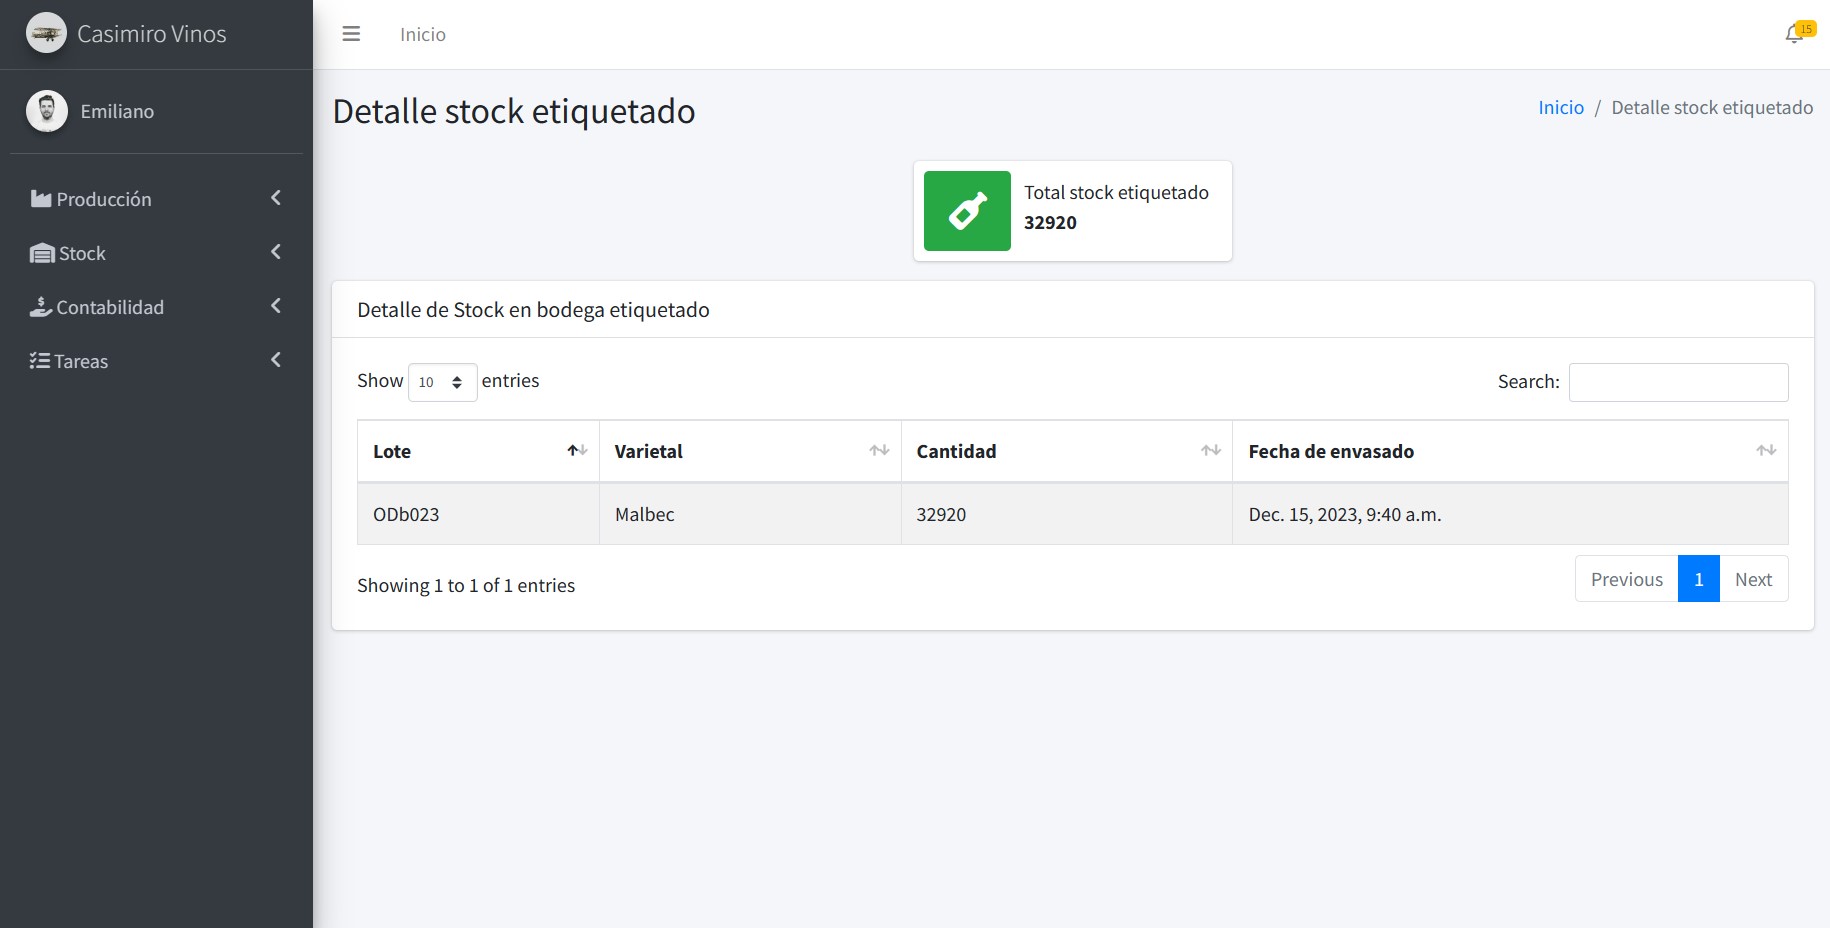 Casimiro Vinos
Inicio
15
Emiliano
Producción
Stock
Contabilidad
Tareas
Detalle stock etiquetado
Inicio / Detalle stock etiquetado
Total stock etiquetado
32920
Detalle de Stock en bodega etiquetado
Show 10 entries
Search:
Lote Varietal Cantidad Fecha de envasado
ODb023 Malbec 32920 Dec. 15, 2023, 9:40 a.m.
Showing 1 to 1 of 1 entries
Previous 1 Next